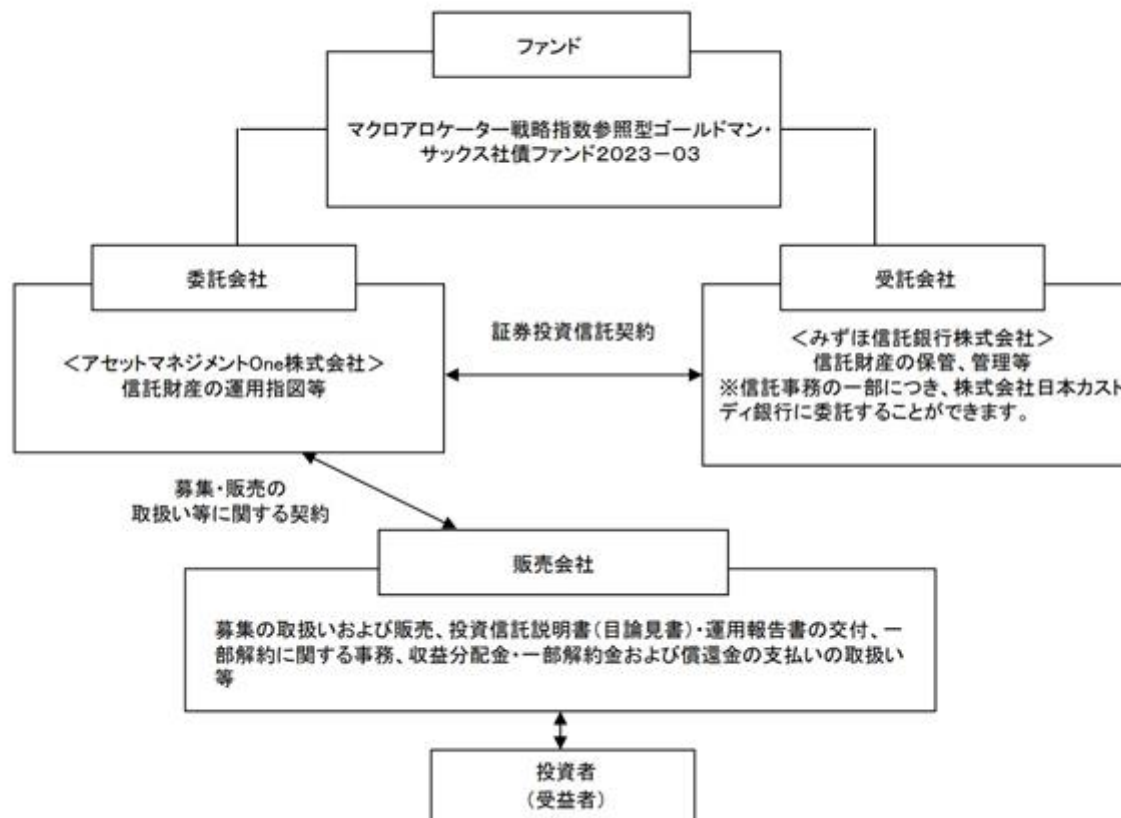 ファンド
マクロアロケーター戦略指数参照型ゴールドマン・
サックス社債ファンド2023－03
委託会社
<アセットマネジメントOne株式会社>
信託財産の運用指図等
証券投資信託契約
受託会社
<みずほ信託銀行株式会社>
信託財産の保管、管理等
※信託事務の一部につき、株式会社日本カスト
ディ銀行に委託することができます。
募集・販売の
取扱い等に関する契約
販売会社
募集の取扱いおよび販売、投資信託説明書(目論見書)・運用報告書の交付、一
部解約に関する事務、収益分配金・一部解約金および償還金の支払いの取扱い
等
投資者
(受益者)